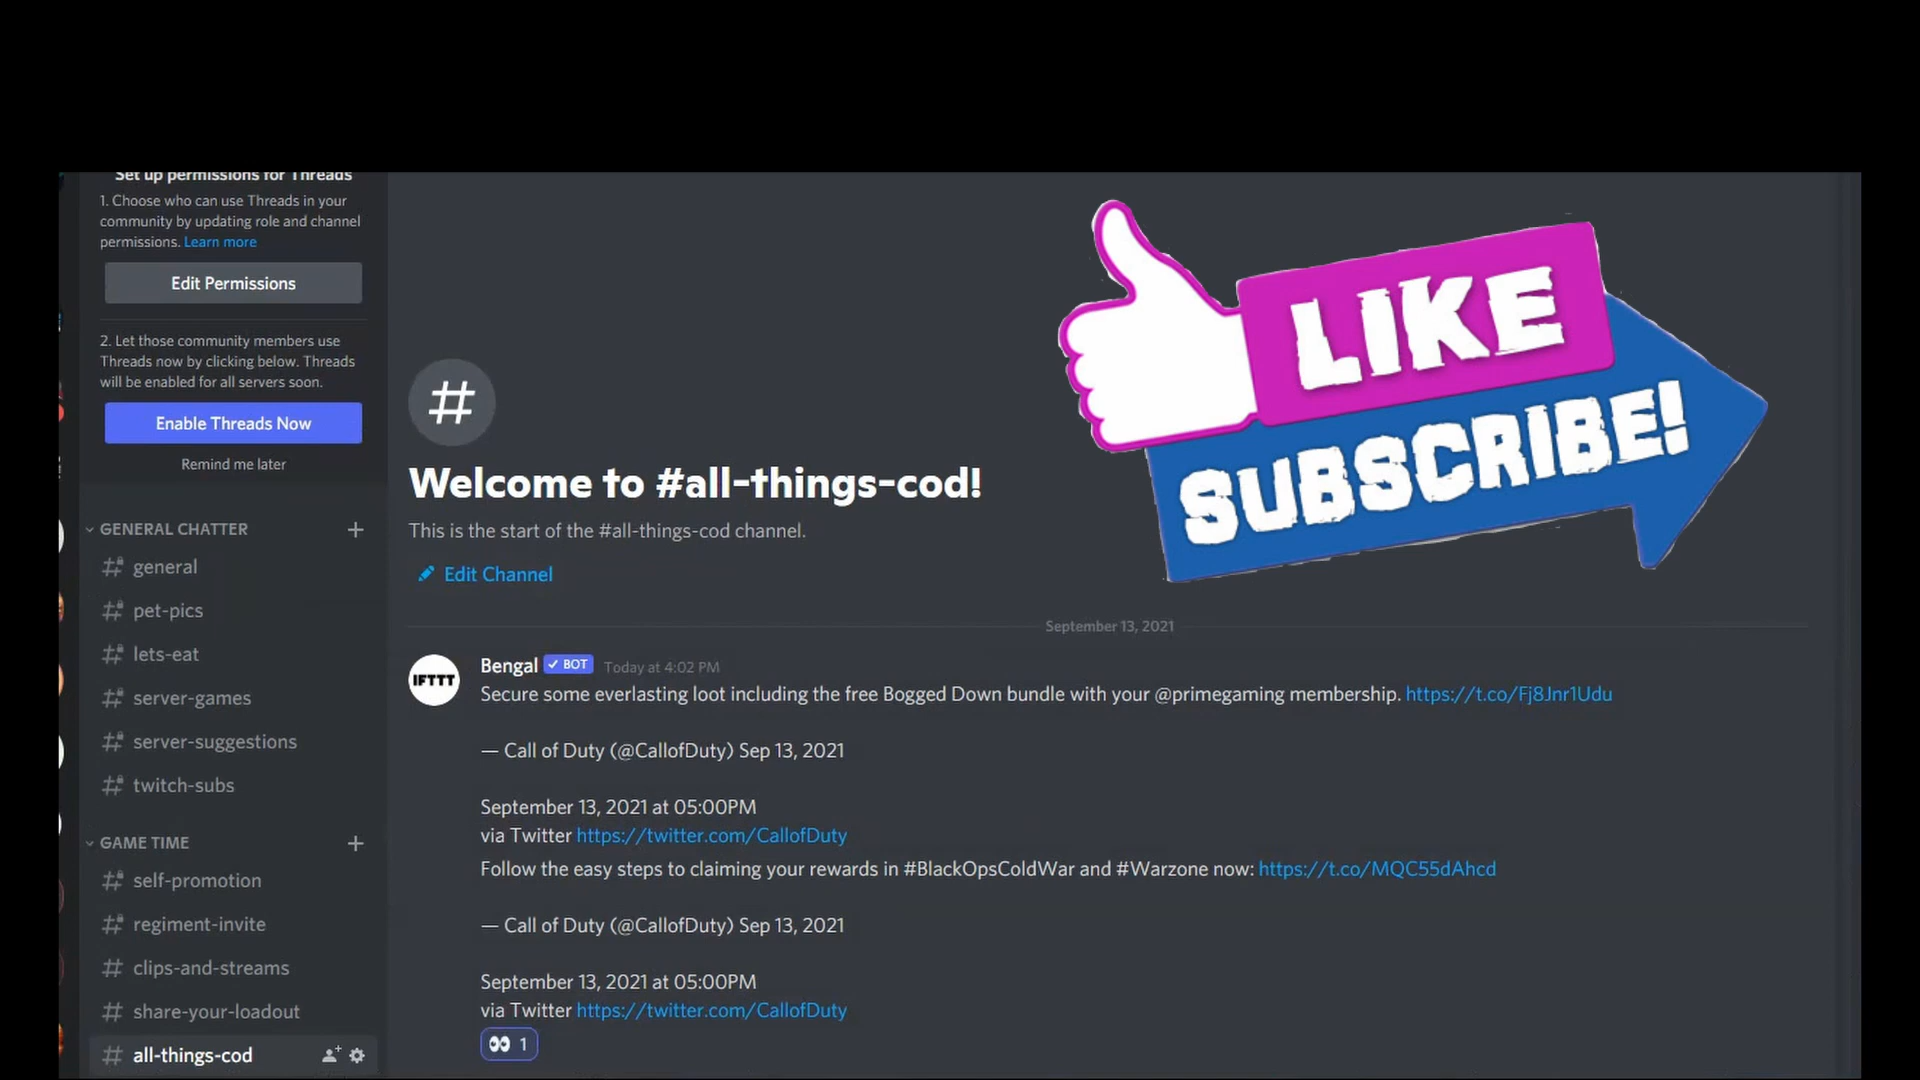 Set up permissions for Threads
1. Choose who can use Threads in your
community by updating role and channel
permissions. Learn more
Edit Permissions
2. Let those community members use
Threads now by clicking below. Threads
will be enabled for all servers soon.
Enable Threads Now
Remind me later
GENERAL CHATTER
general
pet-pics
lets-eat
server-games
server-suggestions
twitch-subs
GAME TIME
self-promotion
regiment-invite
clips-and-streams
share-your-loadout
all-things-cod
LIKE
SUBSCRIBE!
#
Welcome to #all-things-cod!
This is the start of the #all-things-cod channel.
Edit Channel
September 13, 2021
IFTTT
Bengal BOT Today at 4:02 PM
Secure some everlasting loot including the free Bogged Down bundle with your @primegaming membership. https://t.co/Fj8Jnr1Udu
— Call of Duty (@CallofDuty) Sep 13, 2021
September 13, 2021 at 05:00PM
via Twitter https://twitter.com/CallofDuty
Follow the easy steps to claiming your rewards in #BlackOpsColdWar and #Warzone now: https://t.co/MQC55dAhcd
— Call of Duty (@CallofDuty) Sep 13, 2021
September 13, 2021 at 05:00PM
via Twitter https://twitter.com/CallofDuty
1